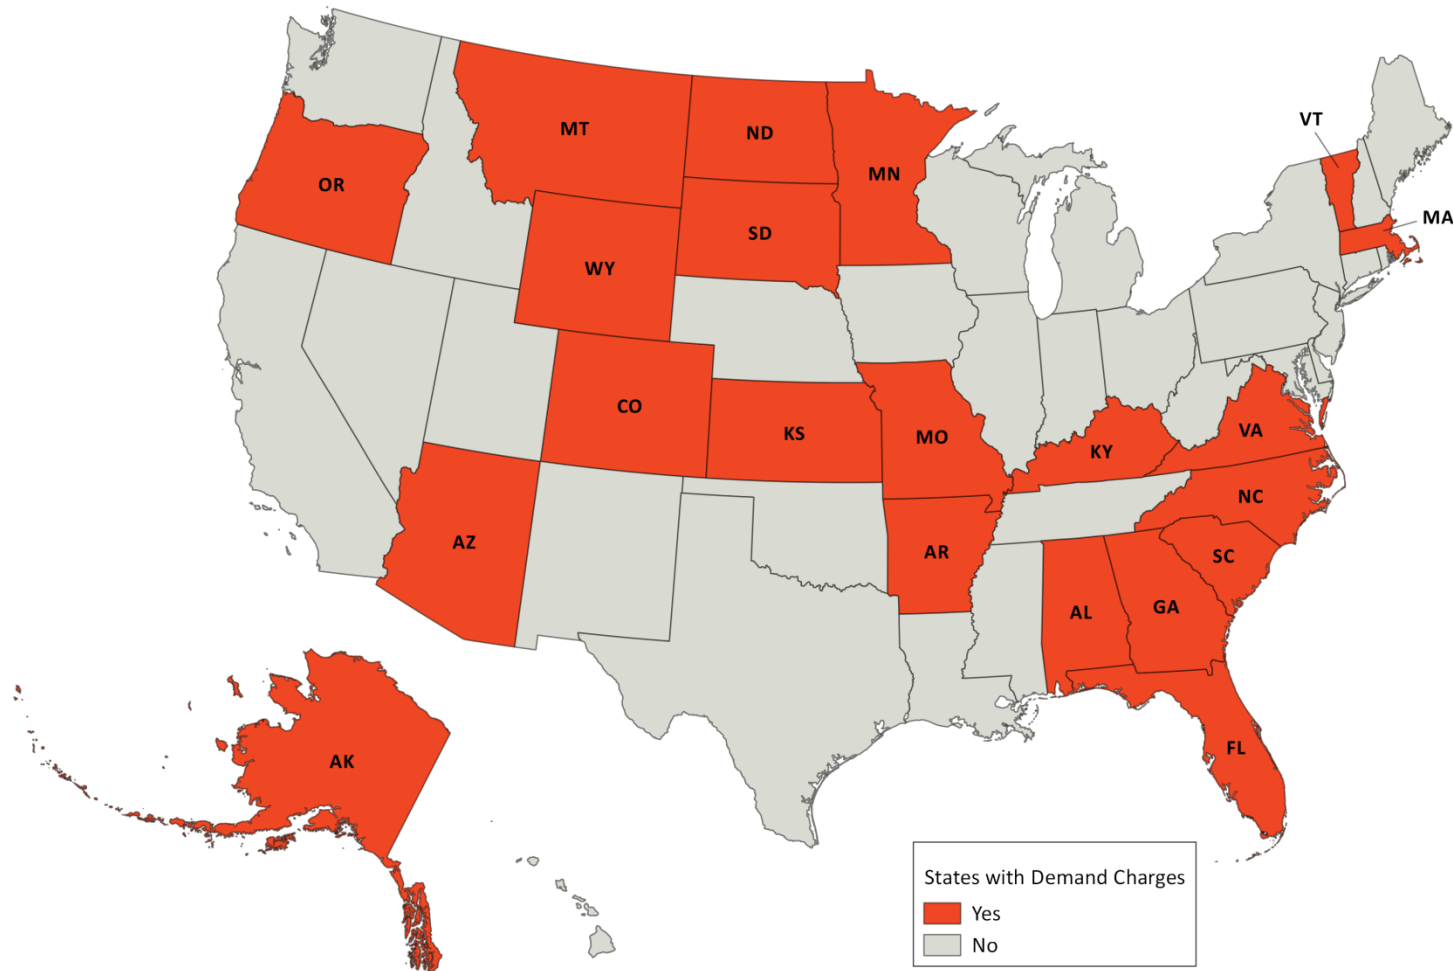 VT
MT
ND
MN
OR
MA
SD
WY
CO
KS
MO
VA
KY
NC
AZ
AR
SC
GA
AL
FL
AK
States with Demand Charges
Yes
No